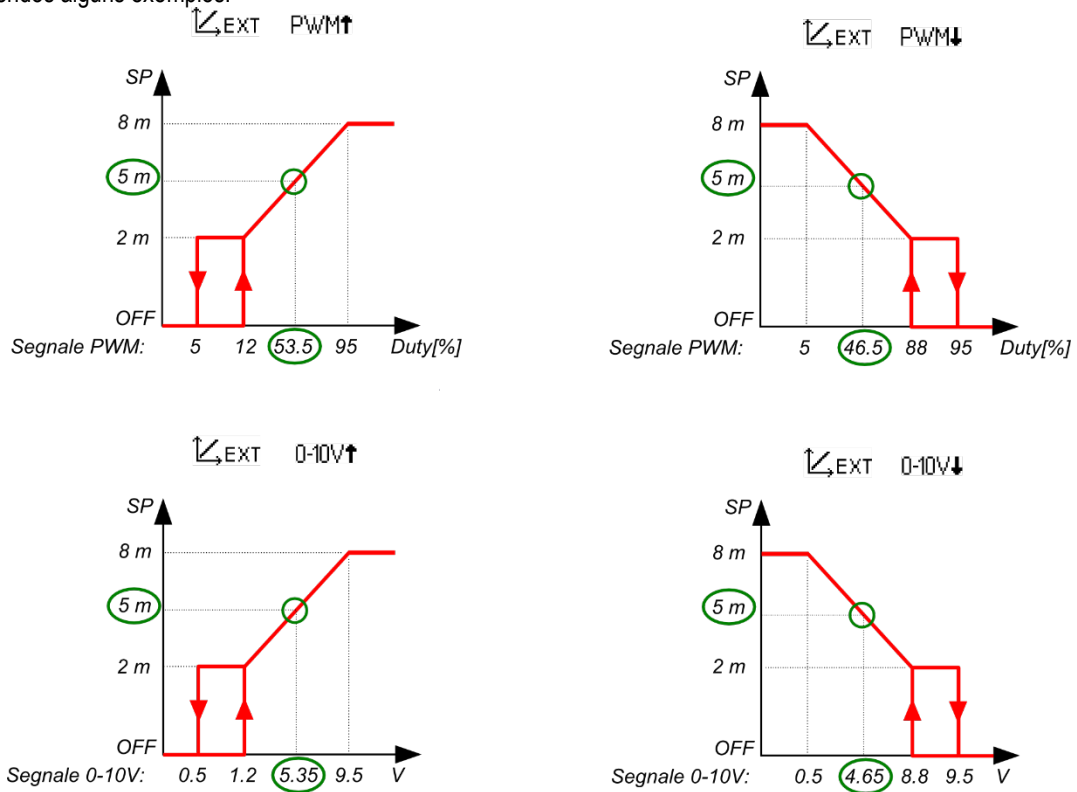 alguns exemplos.
EXT PWM↑
SP
8 m
5 m
2 m
OFF
Segnale PWM: 5 12 53.5 95 Duty[%]
EXT PWM↓
SP
8 m
5 m
2 m
OFF
Segnale PWM: 5 46.5 88 95 Duty[%]
EXT 0-10V↑
SP
8 m
5 m
2 m
OFF
Segnale 0-10V: 0.5 1.2 5.35 9.5 V
EXT 0-10V↓
SP
8 m
5 m
2 m
OFF
Segnale 0-10V: 0.5 4.65 8.8 9.5 V